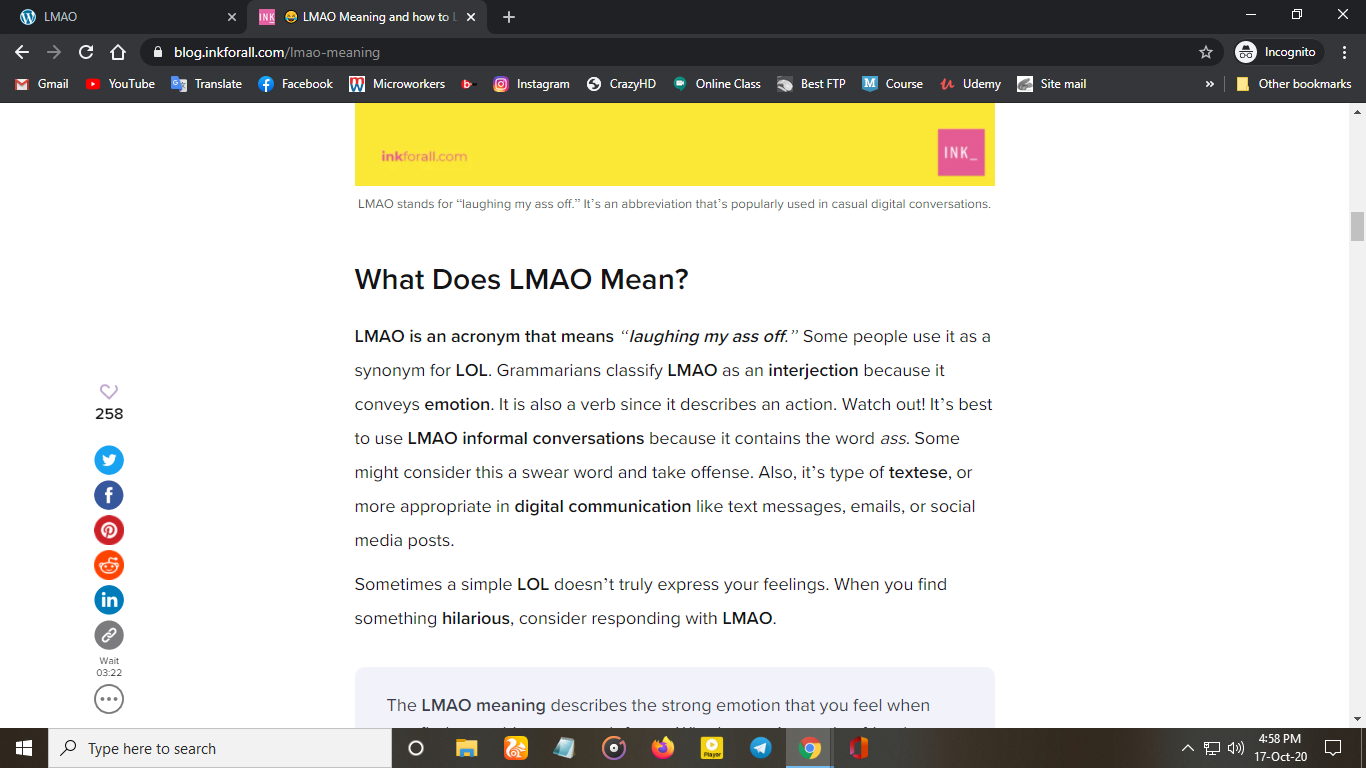 LMAO
INK_ 😂 LMAO Meaning and how to
Incognito
blog.inkforall.com/lmao-meaning
Gmail YouTube Translate Facebook Microworkers b Instagram CrazyHD Online Class Best FTP Course Udemy Site mail » Other bookmarks
inkforall.com
INK_
LMAO stands for “laughing my ass off.” It’s an abbreviation that’s popularly used in casual digital conversations.
What Does LMAO Mean?
LMAO is an acronym that means “laughing my ass off.” Some people use it as a
synonym for LOL. Grammarians classify LMAO as an interjection because it
conveys emotion. It is also a verb since it describes an action. Watch out! It’s best
to use LMAO informal conversations because it contains the word ass. Some
might consider this a swear word and take offense. Also, it’s type of textese, or
more appropriate in digital communication like text messages, emails, or social
media posts.
Sometimes a simple LOL doesn’t truly express your feelings. When you find
something hilarious, consider responding with LMAO.
The LMAO meaning describes the strong emotion that you feel when
258
Wait
03:22
Type here to search
4:58 PM
17-Oct-20